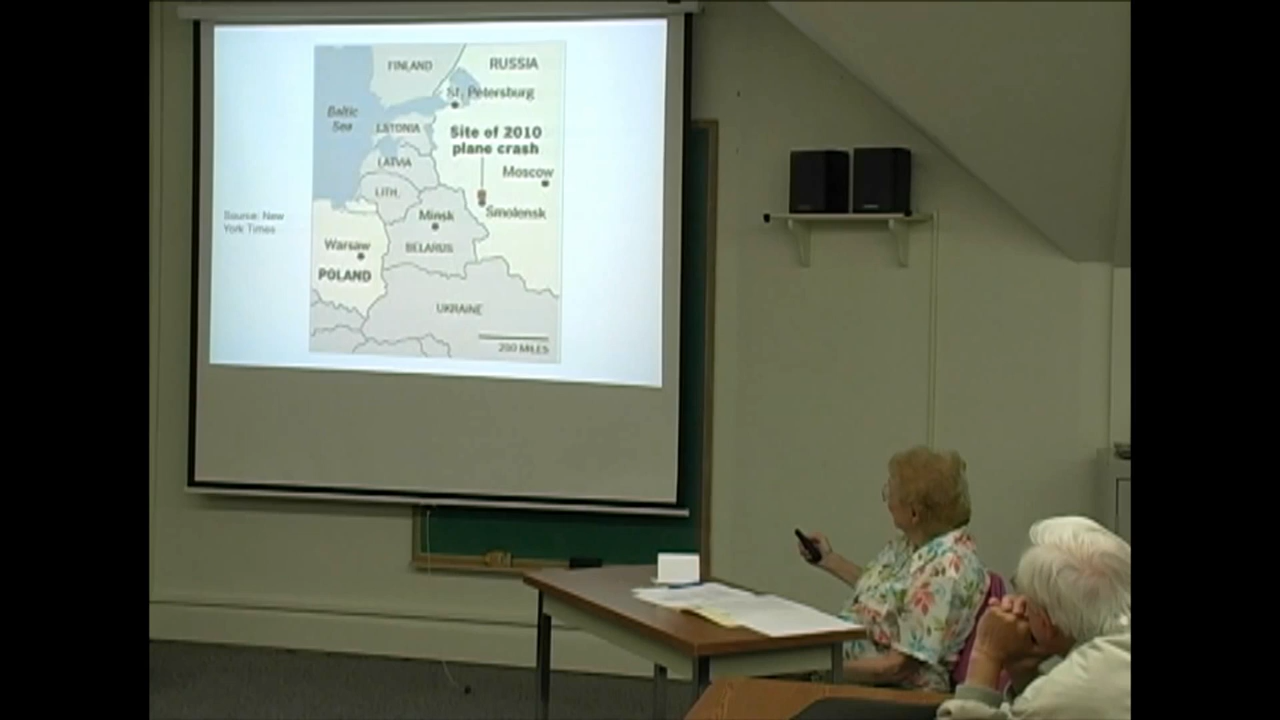 FINLAND
RUSSIA
St. Petersburg
Baltic
Sea
ESTONIA
Site of 2010
plane crash
LATVIA
Moscow
LITH.
Smolensk
Minsk
Source: New
York Times
Warsaw
BELARUS
POLAND
UKRAINE
200 MILES